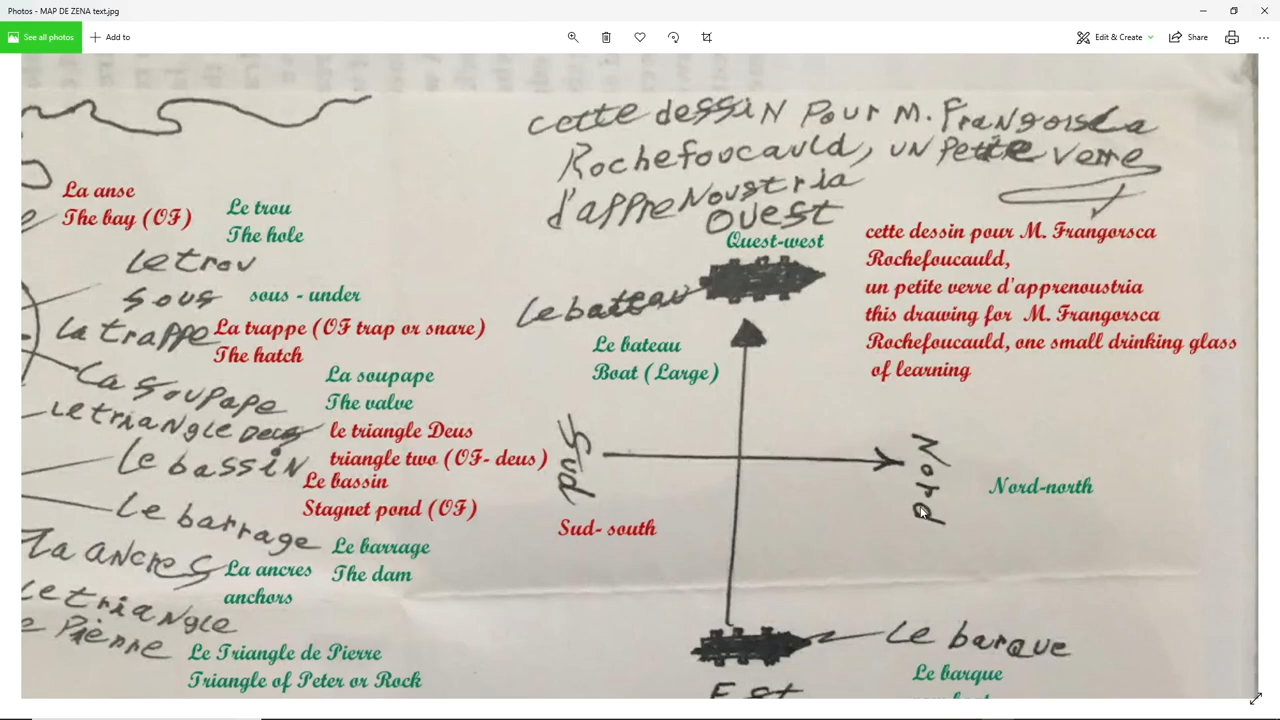 Photos - MAP DE ZENA text.jpg
See all photos
Add to
Edit & Create
Share
cette dessin Pour M. Frangorsca
Rochefoucauld, un petite verre
d'apprenoustria
OUEST
La anse
The bay (OF)
Le trou
The hole
Le trou
sous
sous - under
la trappe
La trappe (OF trap or snare)
The hatch
La soupape
La soupape
The valve
Le triangle Deus
le triangle Deus
triangle two (OF- deus)
Le bassin
Le bassin
Stagnet pond (OF)
Le barrage
Le barrage
The dam
La ancres
La ancres
anchors
Le triangle
e Pierre
Le Triangle de Pierre
Triangle of Peter or Rock
Quest-west
Le bateau
Le bateau
Boat (Large)
cette dessin pour M. Frangorsca
Rochefoucauld,
un petite verre d'apprenoustria
this drawing for M. Frangorsca
Rochefoucauld, one small drinking glass
of learning
Sud
Sud- south
Nord
Nord-north
Le barque
Le barque
Est